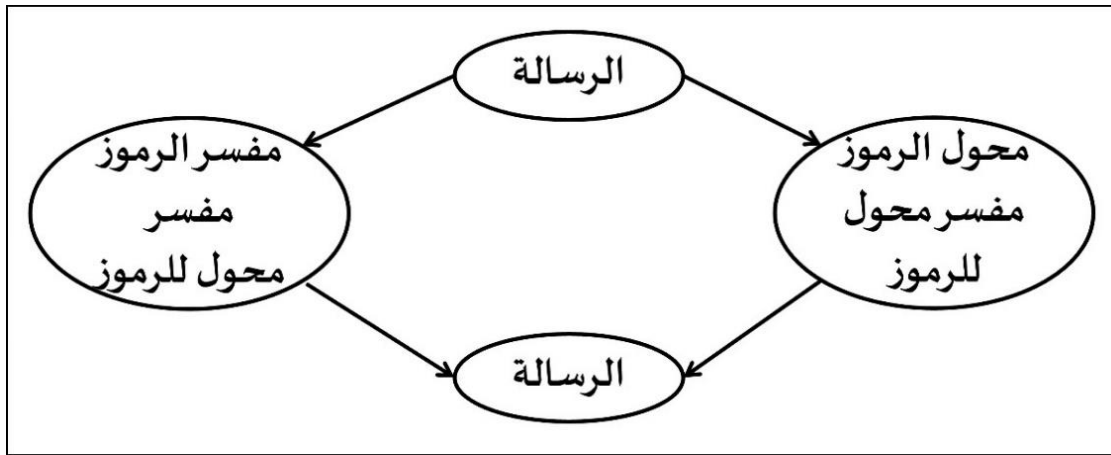 الرسالة
محول الرموز
مفسر محول
للرموز
مفسر الرموز
مفسر
محول للرموز
الرسالة